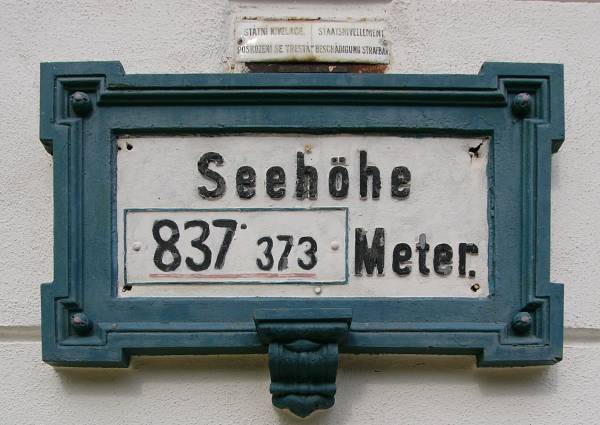 STÁTNÍ NIVELACE. STAATSNIVELLEMENT
POŠKOZENÍ SE TRESTÁ BESCHÄDIGUNG STRAFBAR
Seehöhe
837·373 Meter.